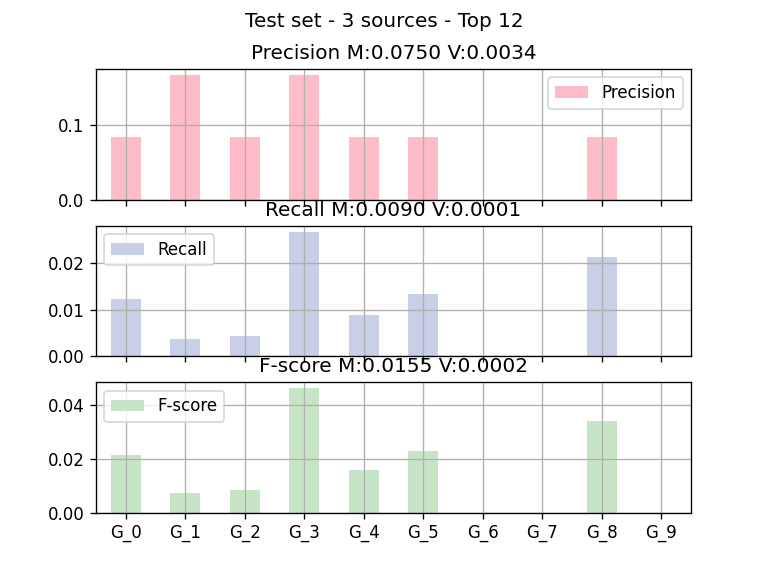 Test set - 3 sources - Top 12
Precision M:0.0750 V:0.0034
Precision
0.1
0.0
Recall M:0.0090 V:0.0001
Recall
0.02
0.01
0.00
F-score M:0.0155 V:0.0002
F-score
0.04
0.02
0.00
G_0 G_1 G_2 G_3 G_4 G_5 G_6 G_7 G_8 G_9